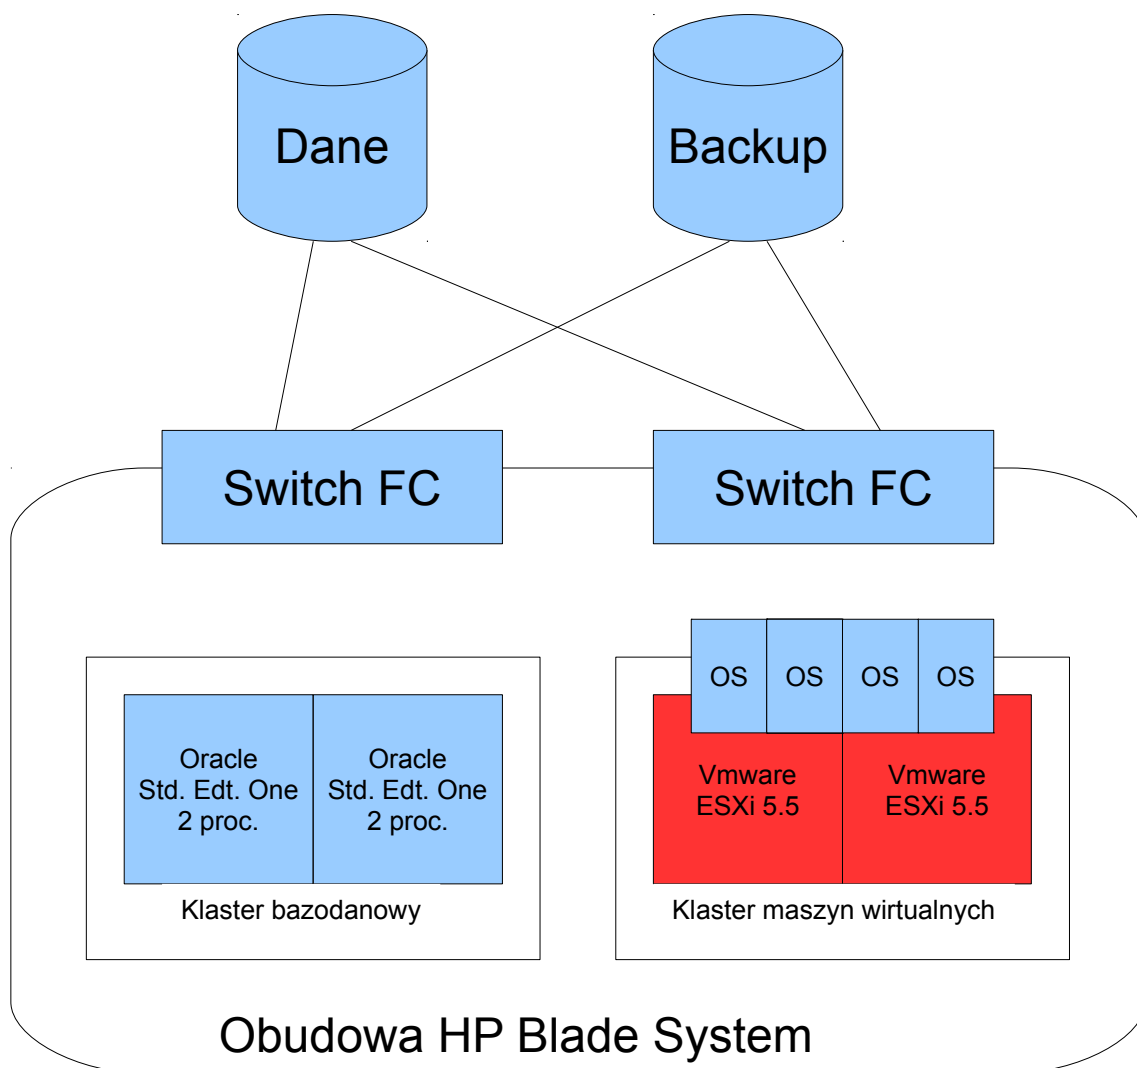 Dane
Backup
Switch FC
Switch FC
OS
OS
OS
OS
Oracle
Std. Edt. One
2 proc.
Oracle
Std. Edt. One
2 proc.
Vmware
ESXi 5.5
Vmware
ESXi 5.5
Klaster bazodanowy
Klaster maszyn wirtualnych
Obudowa HP Blade System